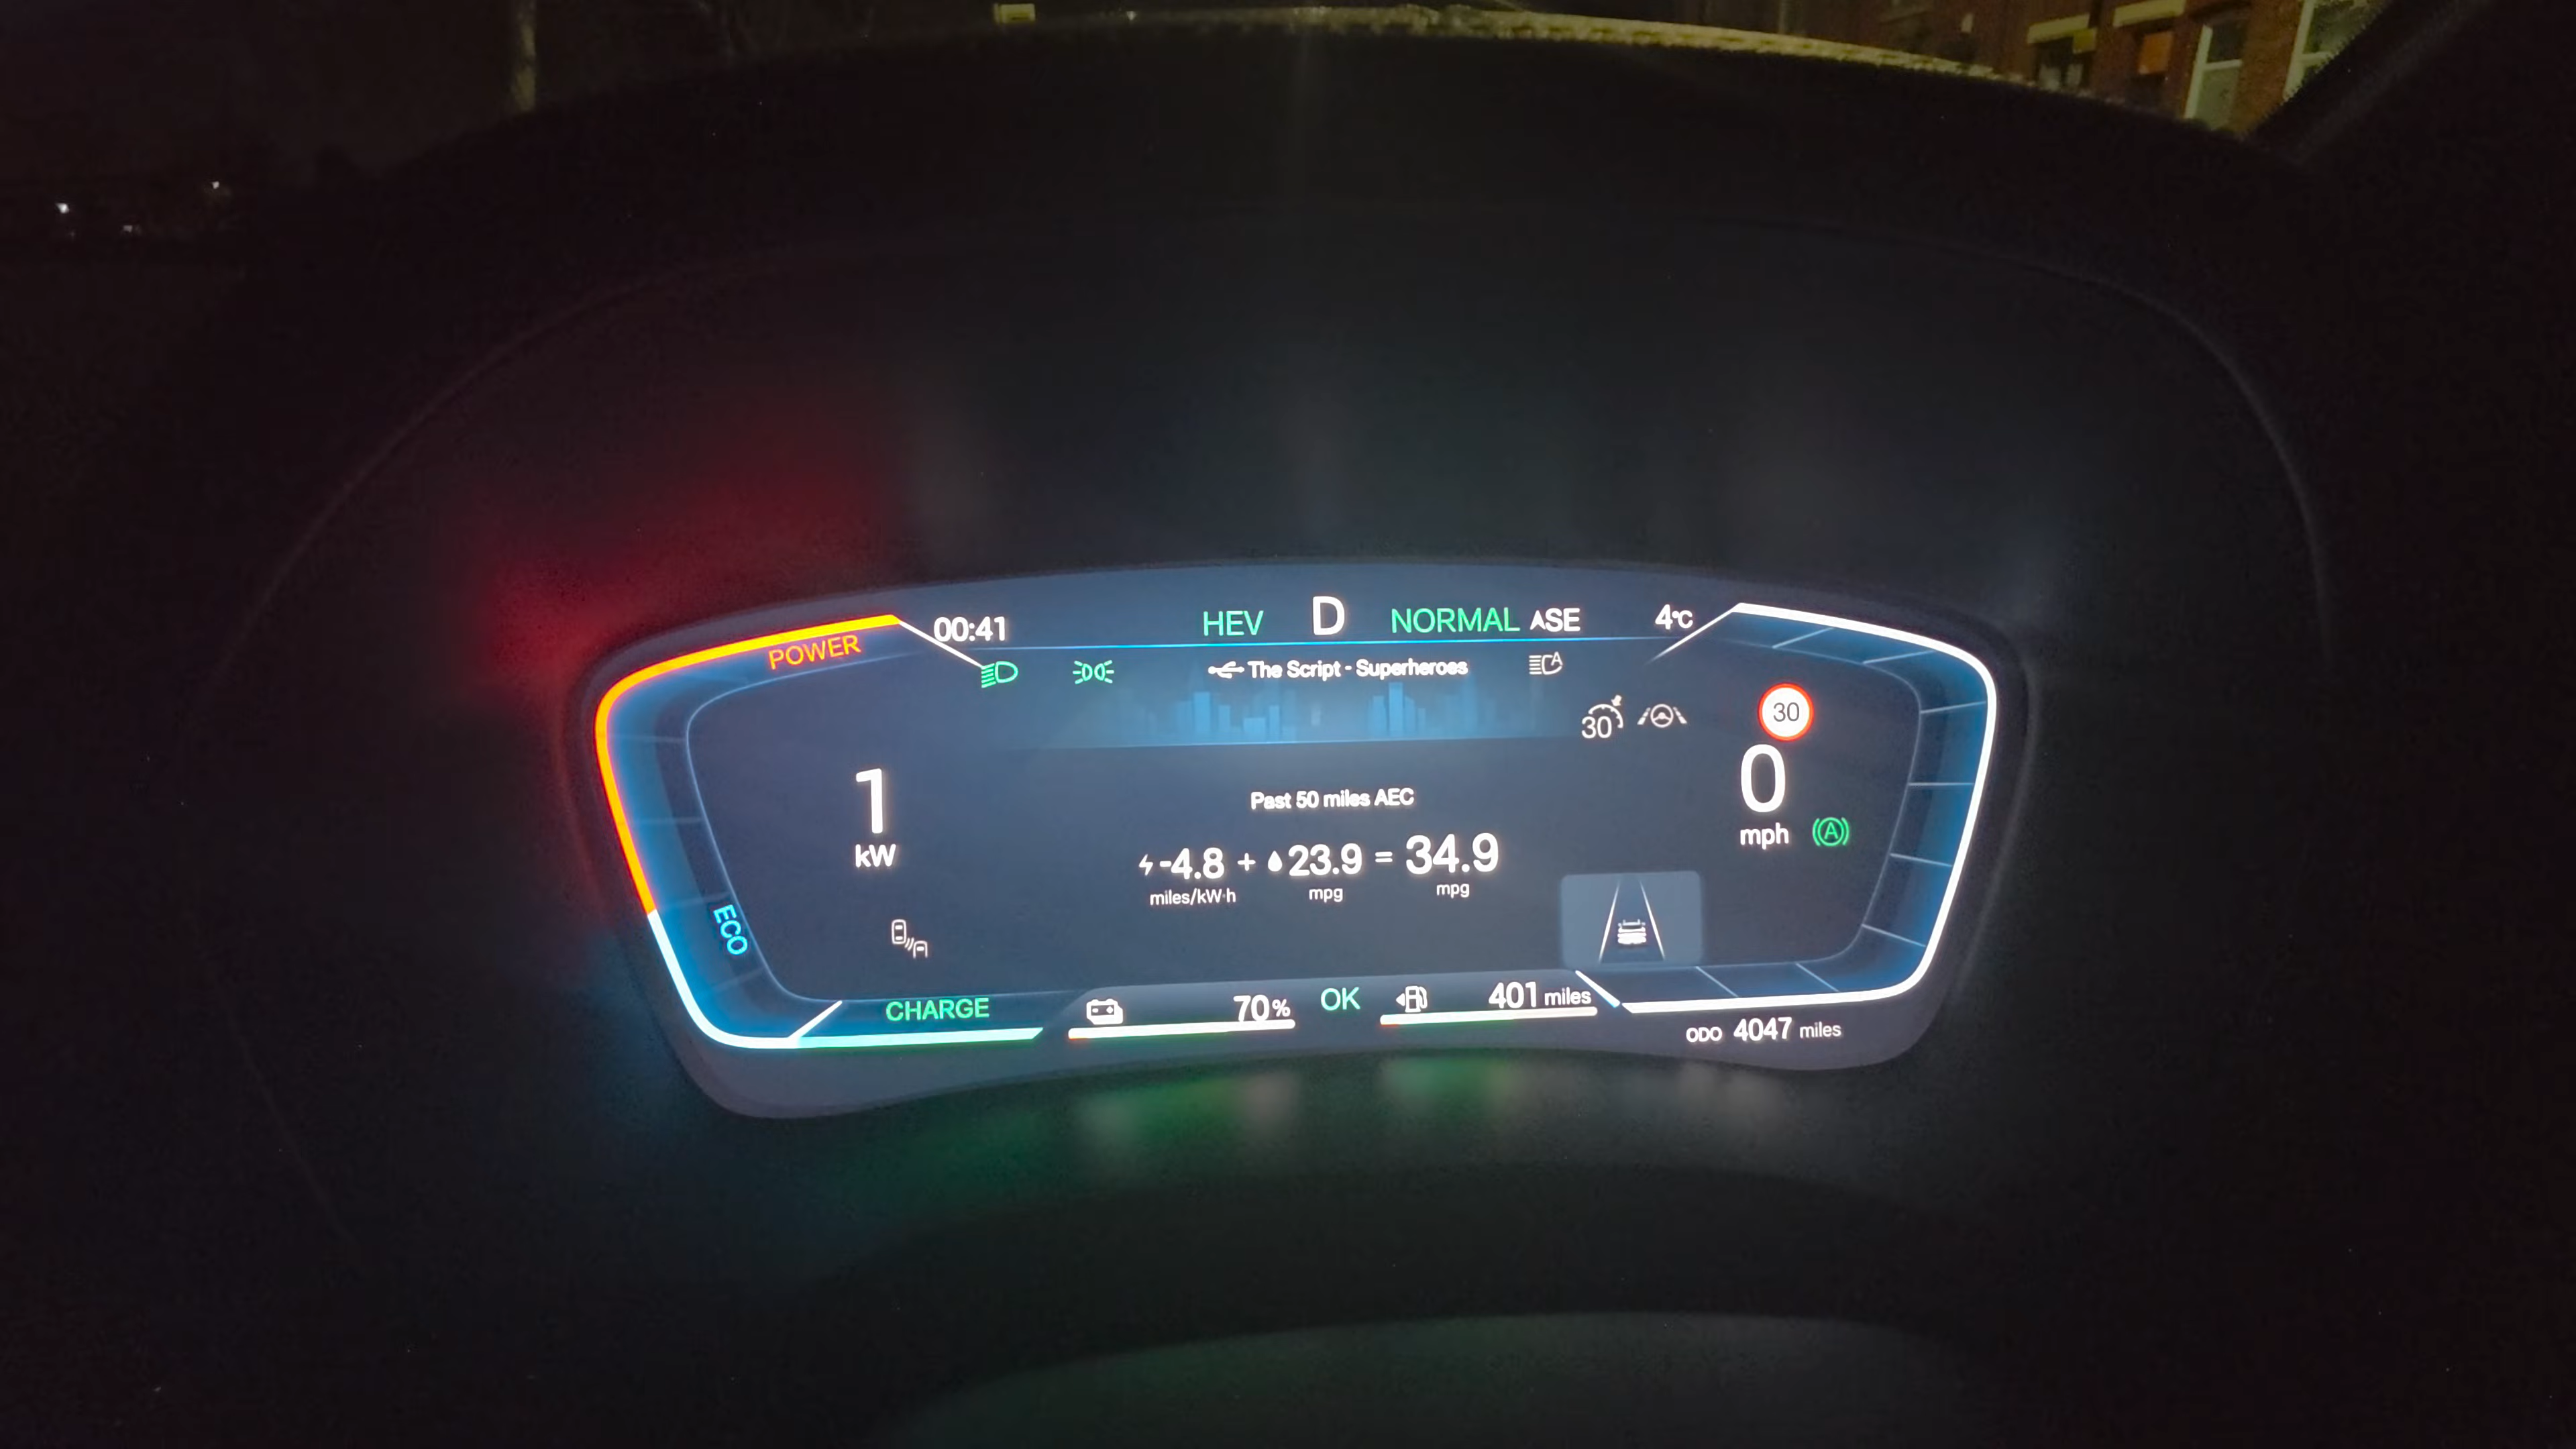 00:41 HEV D NORMAL ASE 4°C
POWER
The Script - Superheroes
A
30
30
1
kW
Past 50 miles AEC
0
mph
A
-4.8 + 23.9 = 34.9
miles/kW·h mpg mpg
ECO
CHARGE
70% OK 401 miles
ODO 4047 miles